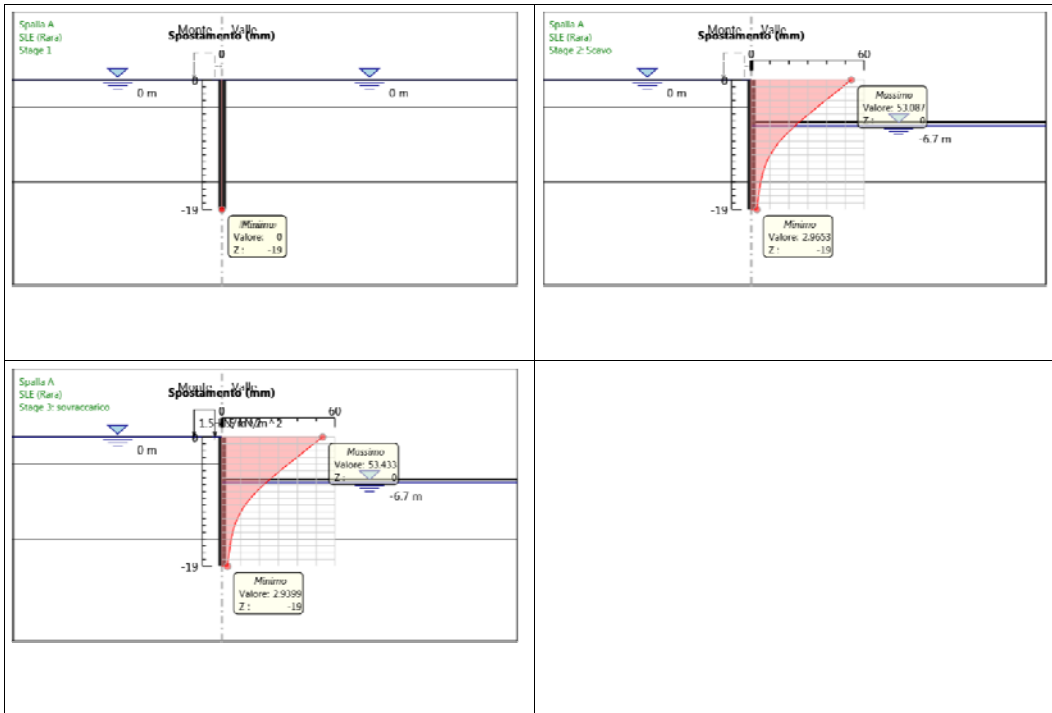 Spalla A
SLE (Rara)
Stage 1
Monte Valle
Spostamento (mm)
0
0
0 m
0 m
-19
Minimo
Valore: 0
Z : -19
Spalla A
SLE (Rara)
Stage 2: Scavo
Monte Valle
Spostamento (mm)
0 60
0
0 m
Massimo
Valore: 53.087
Z : 0
-6.7 m
-19
Minimo
Valore: 2.9653
Z : -19
Spalla A
SLE (Rara)
Stage 3: sovraccarico
Monte Valle
Spostamento (mm)
0 60
0
0 m
Massimo
Valore: 53.433
Z : 0
-6.7 m
-19
Minimo
Valore: 2.9399
Z : -19